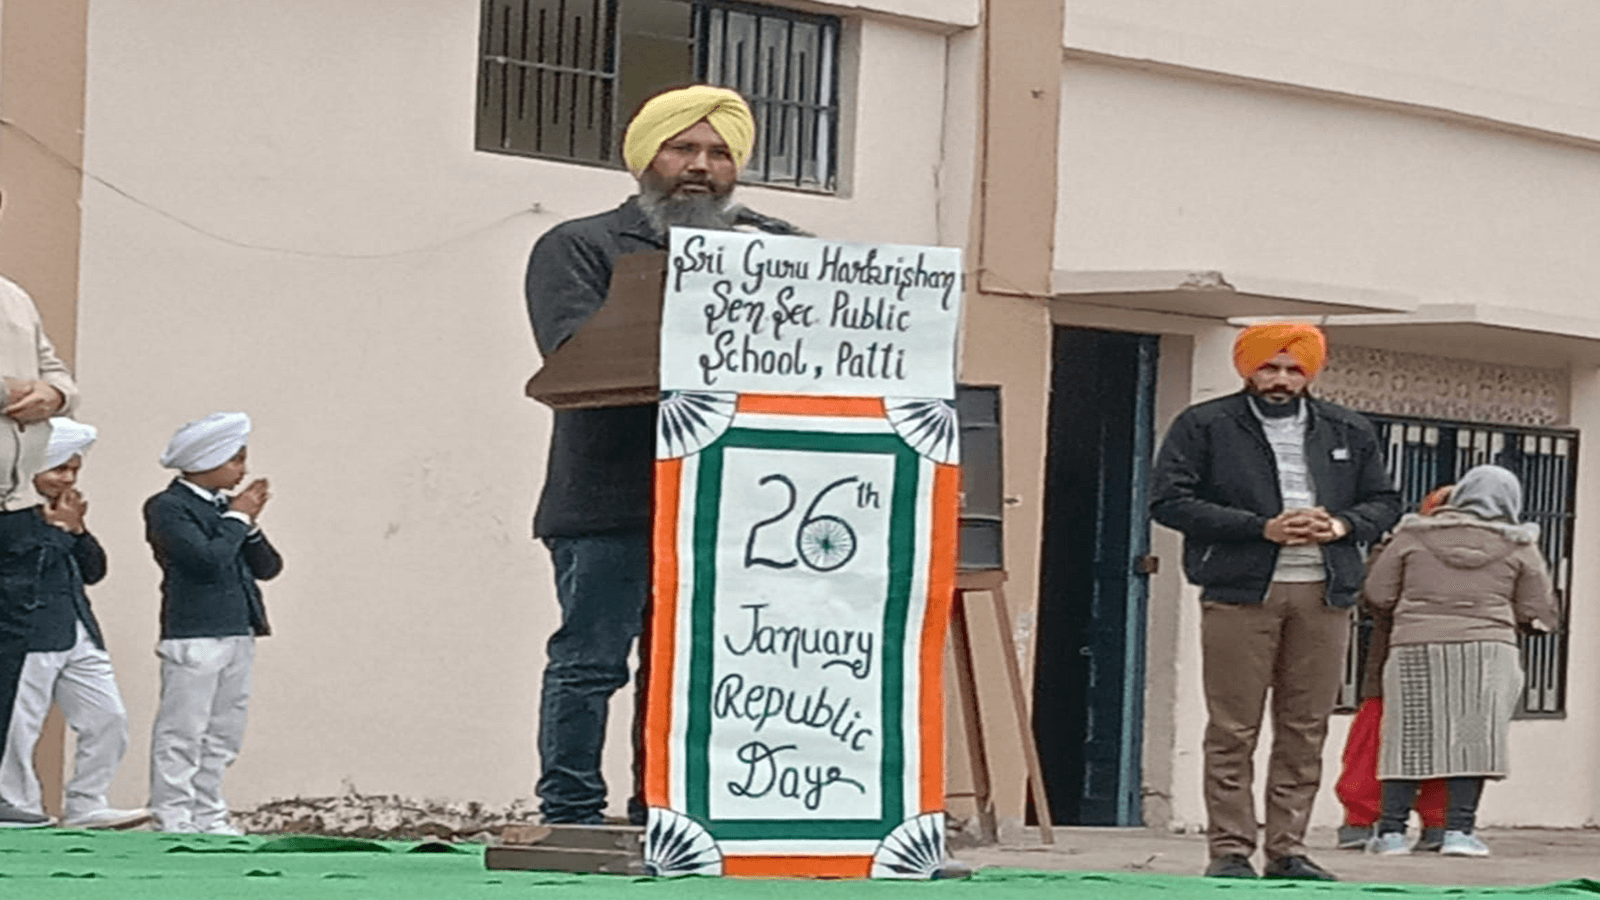 Sri Guru Harkrishan
Sen. Sec. Public
School, Patti
26th
January
Republic
Day